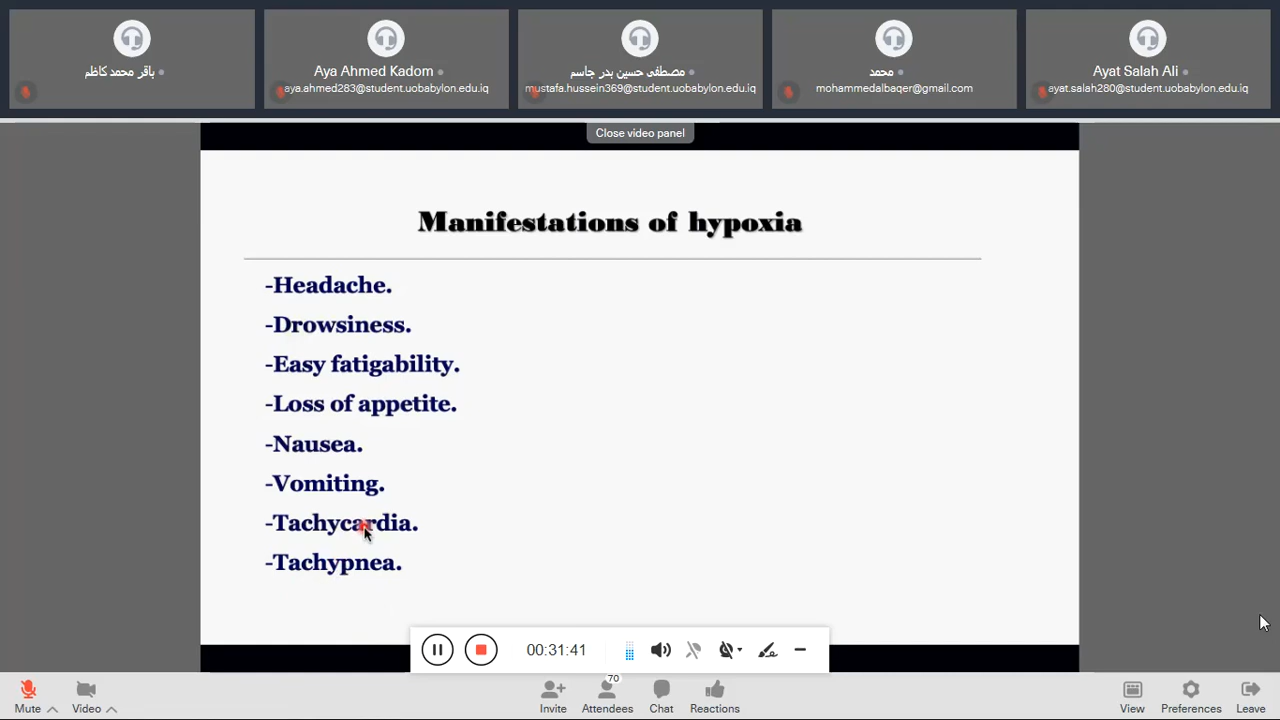 باقر محمد كاظم
Aya Ahmed Kadom
aya.ahmed283@student.uobabylon.edu.iq
مصطفى حسين بدر جاسم
mustafa.hussein369@student.uobabylon.edu.iq
محمد
mohammedalbaqer@gmail.com
Ayat Salah Ali
ayat.salah280@student.uobabylon.edu.iq
Close video panel
Manifestations of hypoxia
-Headache.
-Drowsiness.
-Easy fatigability.
-Loss of appetite.
-Nausea.
-Vomiting.
-Tachycardia.
-Tachypnea.
00:31:41
Mute
Video
Invite
70
Attendees
Chat
Reactions
View
Preferences
Leave